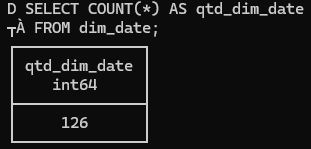 D SELECT COUNT(*) AS qtd_dim_date
┬À FROM dim_date;
qtd_dim_date
int64
126